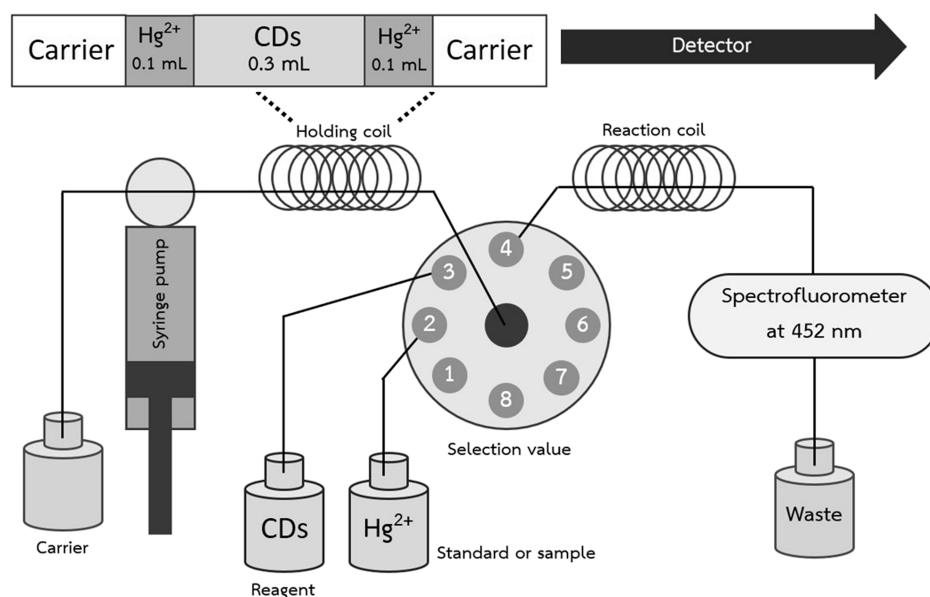 Carrier
Hg²⁺
0.1 mL
CDs
0.3 mL
Hg²⁺
0.1 mL
Carrier
Detector
Holding coil
Reaction coil
Syringe pump
4
3
5
2
6
1
7
8
Selection value
Spectrofluorometer
at 452 nm
Carrier
CDs
Reagent
Hg²⁺
Standard or sample
Waste